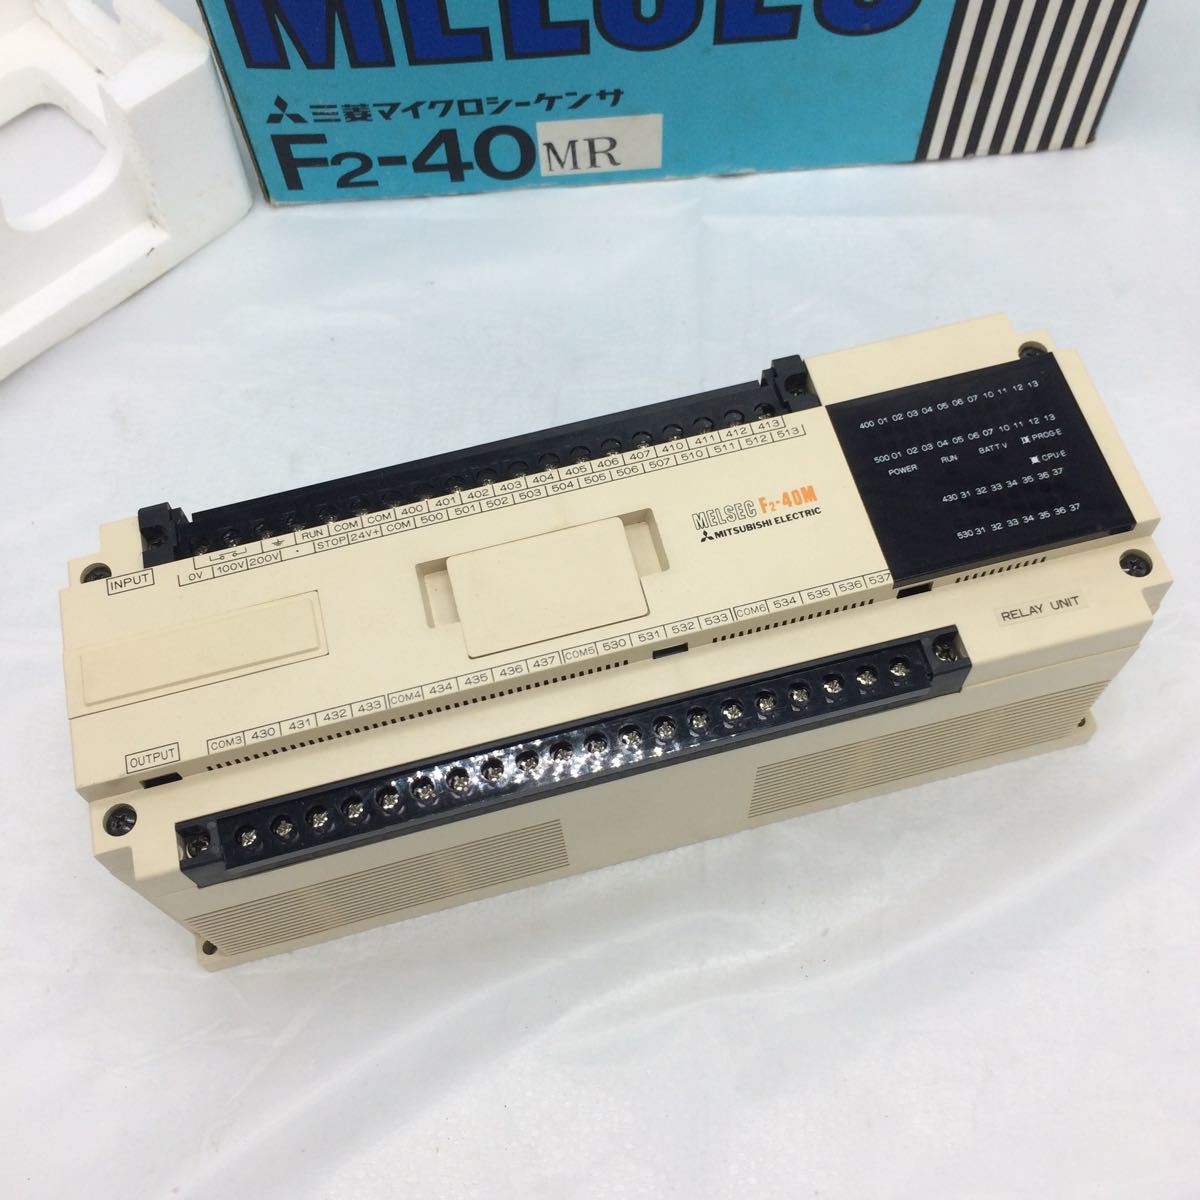 MELSEC
三菱マイクロシーケンサ
F2-40 MR
400 01 02 03 04 05 06 07 10 11 12 13
500 01 02 03 04 05 06 07 10 11 12 13
POWER RUN BATT-V PROG-E
CPU-E
430 31 32 33 34 35 36 37
530 31 32 33 34 35 36 37
MELSEC F2-40M
MITSUBISHI ELECTRIC
RUN COM COM 400 401 402 403 404 405 406 407 410 411 412 413
INPUT 0V 100V 200V • STOP 24V+ COM 500 501 502 503 504 505 506 507 510 511 512 513
RELAY UNIT
OUTPUT COM3 430 431 432 433 COM4 434 435 436 437 COM5 530 531 532 533 COM6 534 535 536 537